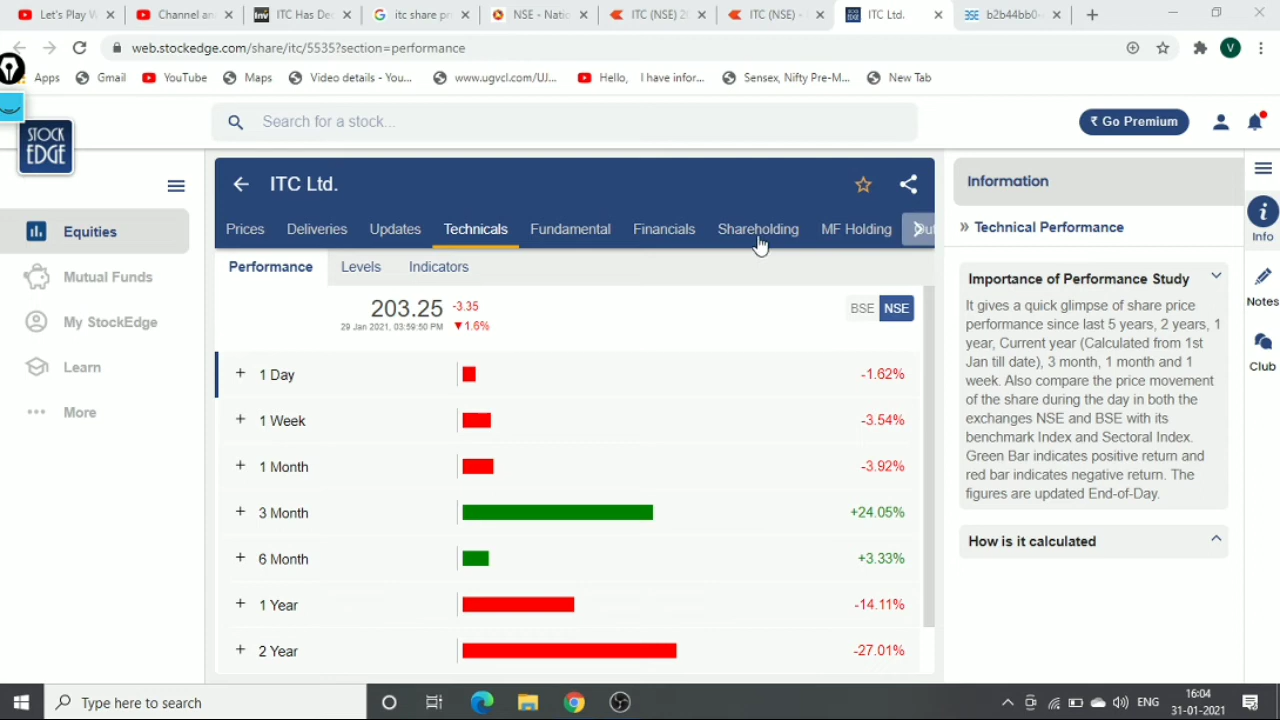 Let's Play W
Channel an
ITC Has Dec
itc share pr
NSE - Natio
ITC (NSE) 20
ITC (NSE) -
ITC Ltd.
b2b44bb0-
web.stockedge.com/share/itc/5535?section=performance
V
Apps
Gmail
YouTube
Maps
Video details - You...
www.ugvcl.com/UJ...
Hello, I have infor...
Sensex, Nifty Pre-M...
New Tab
STOCK
EDGE
Search for a stock...
₹ Go Premium
ITC Ltd.
Prices Deliveries Updates Technicals Fundamental Financials Shareholding MF Holding
Performance Levels Indicators
203.25 -3.35
29 Jan 2021, 03:59:50 PM ▼1.6%
BSE NSE
+ 1 Day -1.62%
+ 1 Week -3.54%
+ 1 Month -3.92%
+ 3 Month +24.05%
+ 6 Month +3.33%
+ 1 Year -14.11%
+ 2 Year -27.01%
Equities
Mutual Funds
My StockEdge
Learn
More
Information
» Technical Performance
Importance of Performance Study
It gives a quick glimpse of share price
performance since last 5 years, 2 years, 1
year, Current year (Calculated from 1st
Jan till date), 3 month, 1 month and 1
week. Also compare the price movement
of the share during the day in both the
exchanges NSE and BSE with its
benchmark Index and Sectoral Index.
Green Bar indicates positive return and
red bar indicates negative return. The
figures are updated End-of-Day.
How is it calculated
Info
Notes
Club
Type here to search
ENG
16:04
31-01-2021